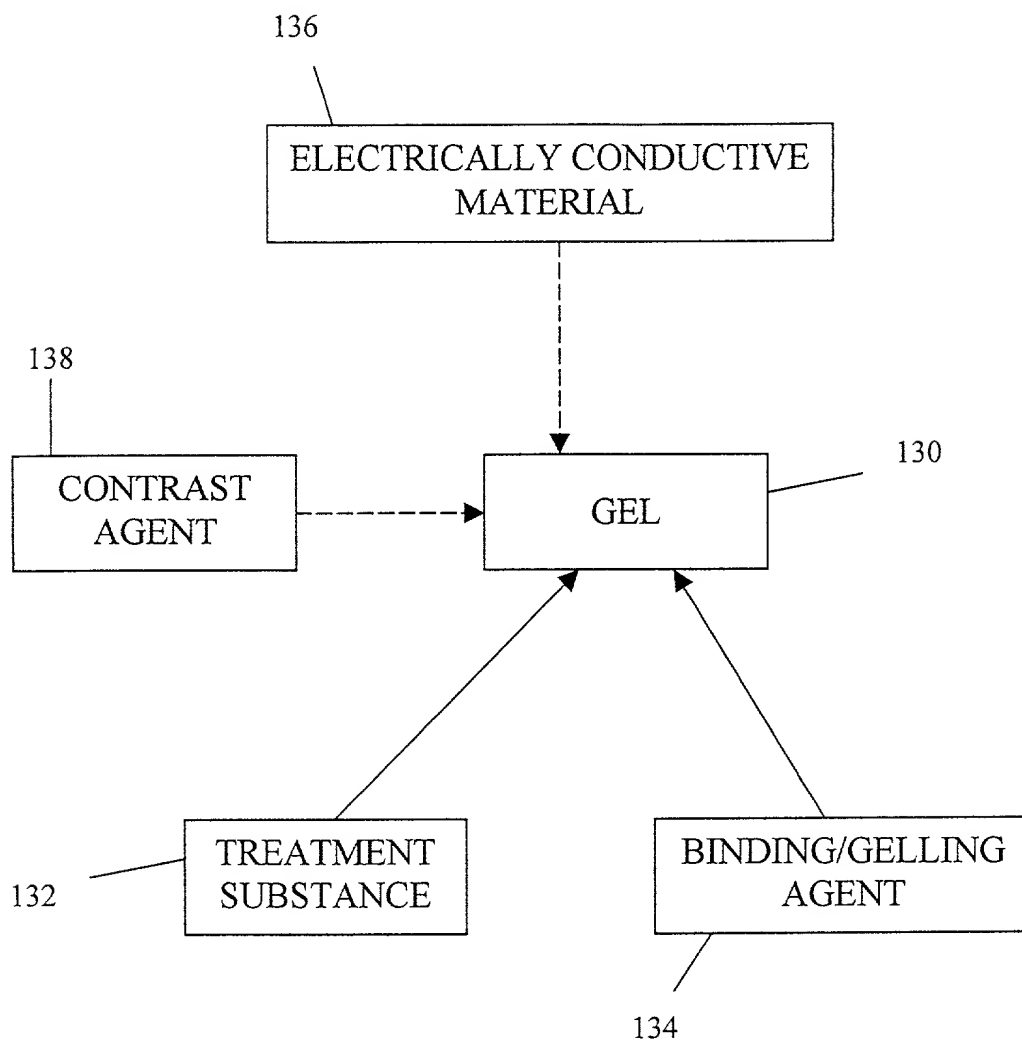 136
ELECTRICALLY CONDUCTIVE
MATERIAL
138
CONTRAST
AGENT
130
GEL
TREATMENT
SUBSTANCE
132
BINDING/GELLING
AGENT
134